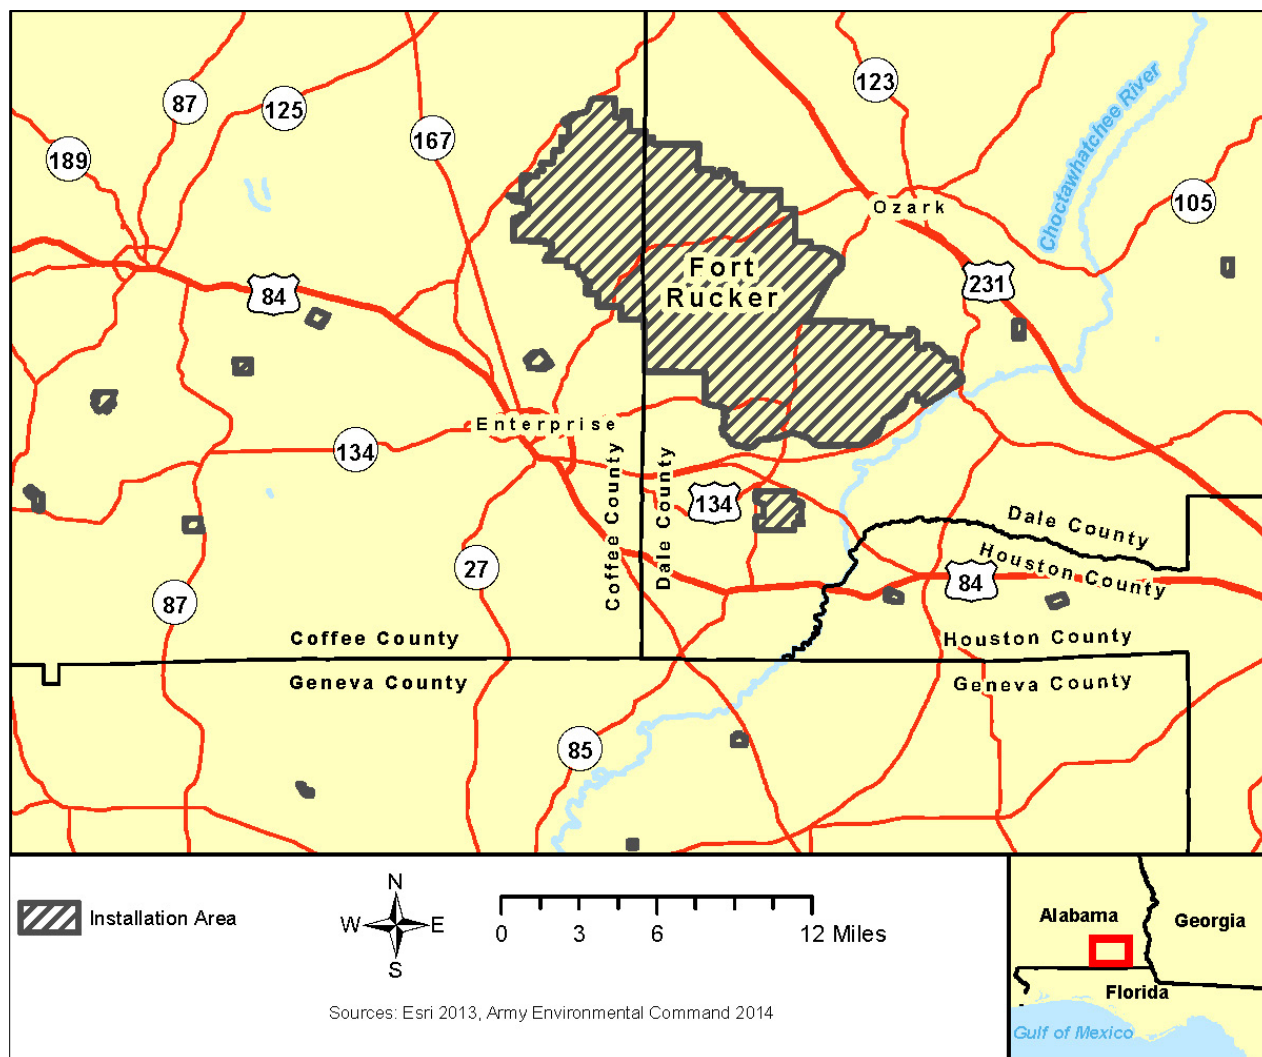 87
125
123
167
189
Choctawhatchee River
105
Ozark
Fort
Rucker
84
231
Enterprise
134
134
Coffee County
Dale County
Dale County
Houston County
27
84
87
Coffee County
Houston County
Geneva County
Geneva County
85
Installation Area
N
W
E
S
0
3
6
12 Miles
Sources: Esri 2013, Army Environmental Command 2014
Alabama
Georgia
Florida
Gulf of Mexico